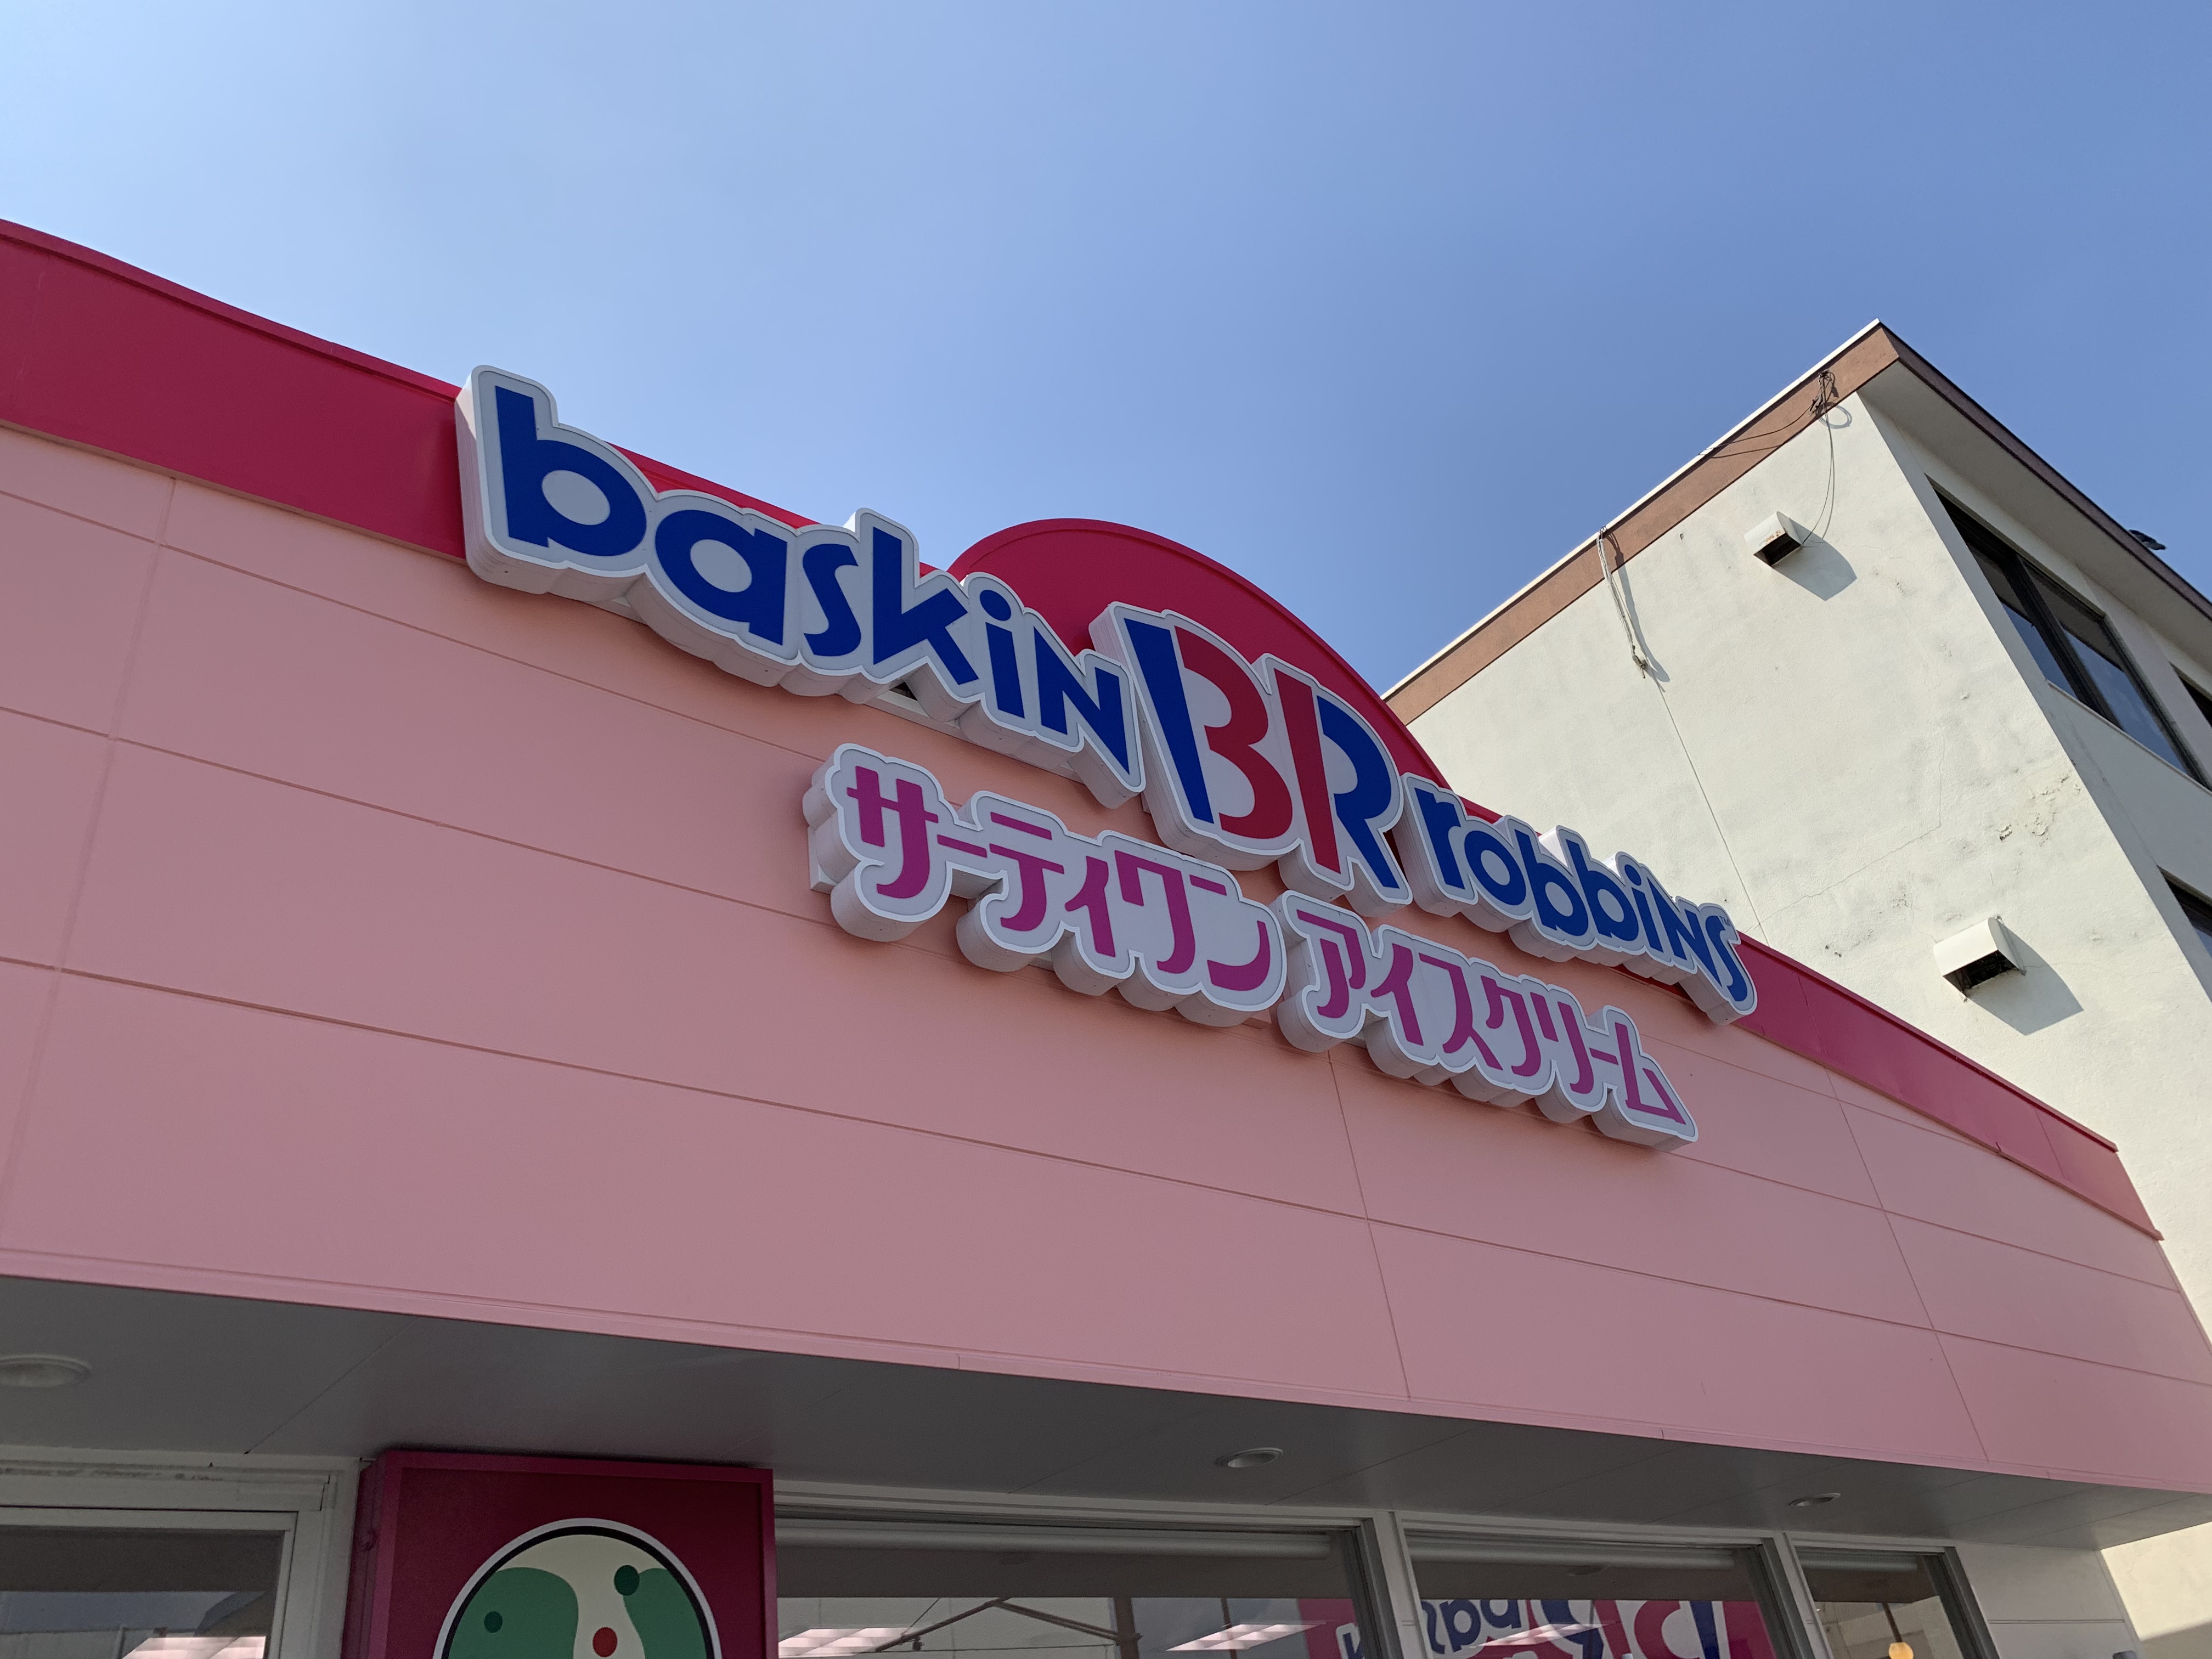 baskin BR robbins
サーティワン アイスクリーム